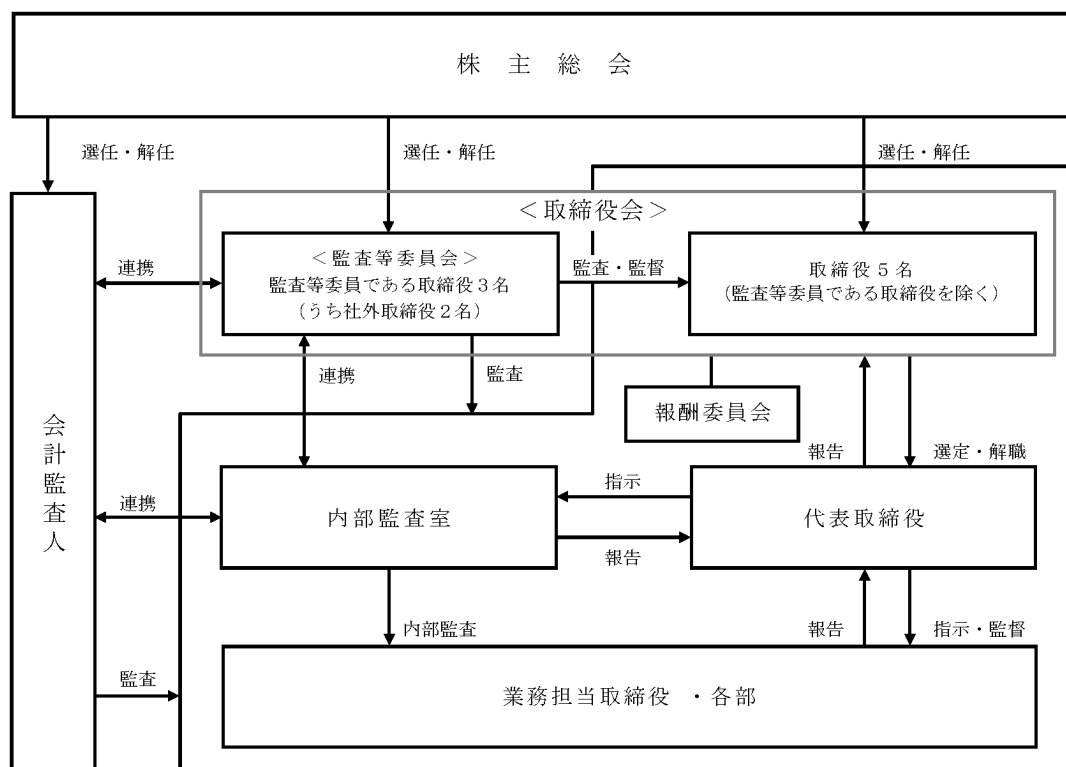 株主総会
選任・解任
選任・解任
選任・解任
＜取締役会＞
＜監査等委員会＞
監査等委員である取締役３名
（うち社外取締役２名）
監査・監督
取締役５名
（監査等委員である取締役を除く）
連携
連携
監査
報酬委員会
会計監査人
報告
選定・解職
連携
内部監査室
指示
報告
代表取締役
内部監査
報告
指示・監督
監査
業務担当取締役 ・各部